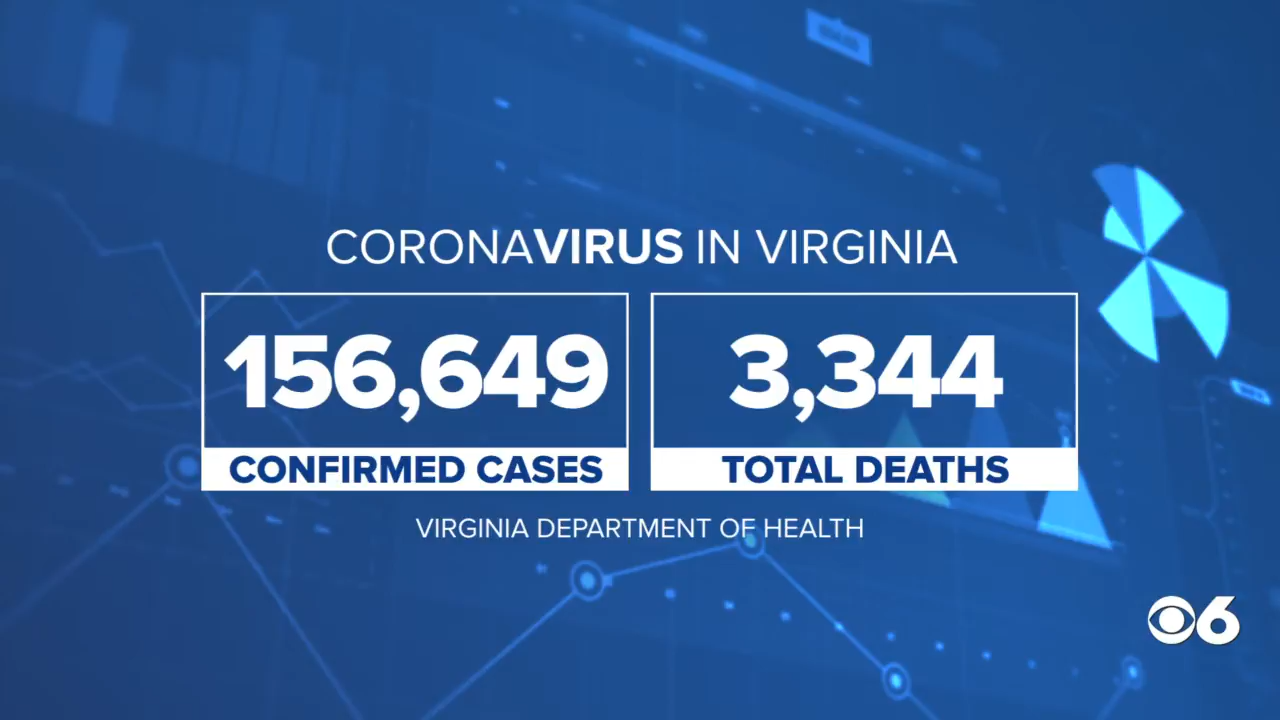 CORONAVIRUS IN VIRGINIA
156,649
3,344
CONFIRMED CASES
TOTAL DEATHS
VIRGINIA DEPARTMENT OF HEALTH
6